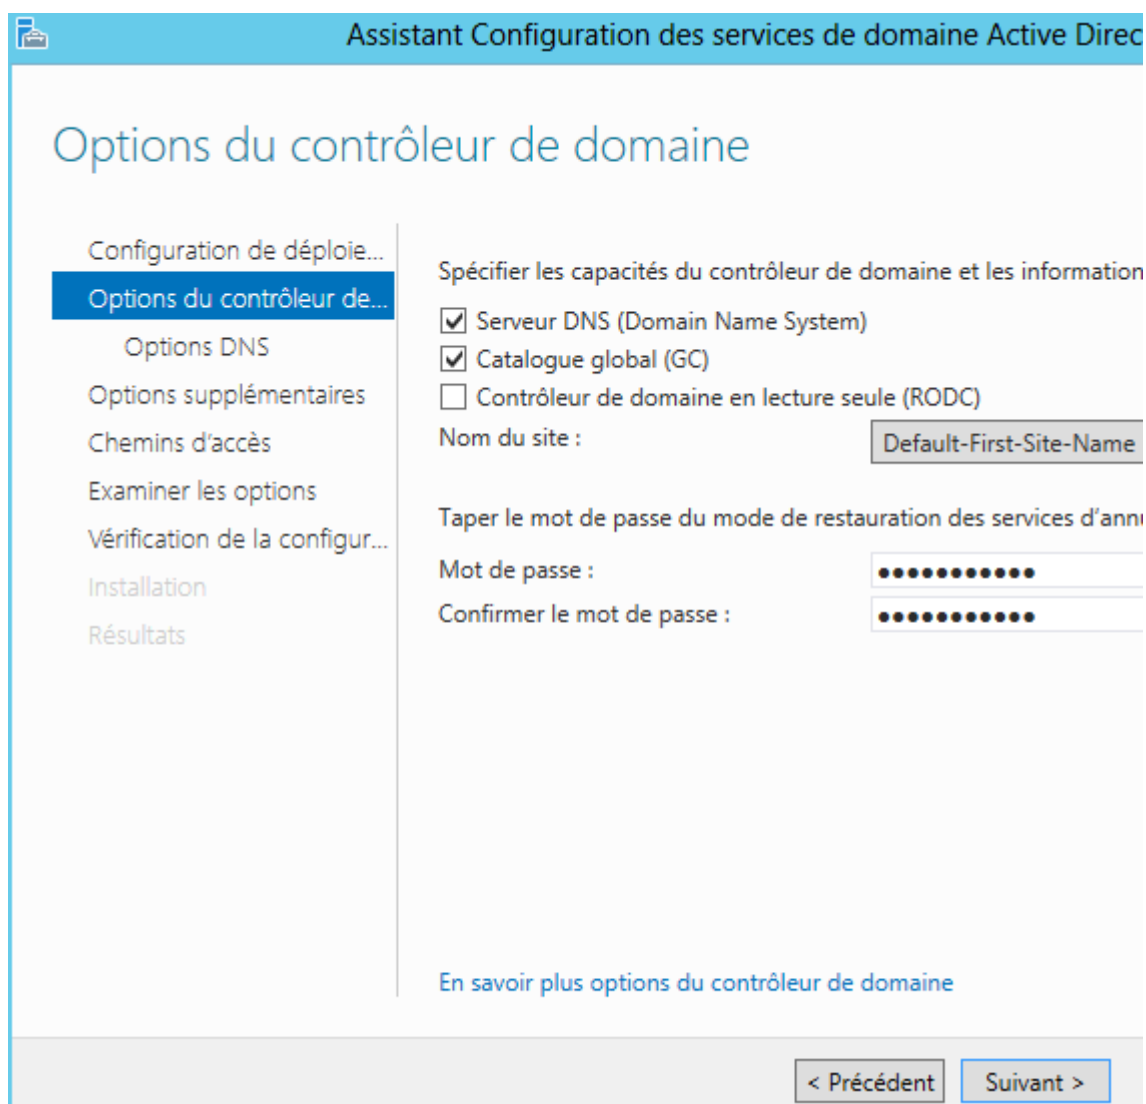 Assistant Configuration des services de domaine Active Direc
Options du contrôleur de domaine
Configuration de déploie...
Options du contrôleur de...
Options DNS
Options supplémentaires
Chemins d'accès
Examiner les options
Vérification de la configur...
Installation
Résultats
Spécifier les capacités du contrôleur de domaine et les information
Serveur DNS (Domain Name System)
Catalogue global (GC)
Contrôleur de domaine en lecture seule (RODC)
Nom du site : Default-First-Site-Name
Taper le mot de passe du mode de restauration des services d'annu
Mot de passe : ●●●●●●●●●●●
Confirmer le mot de passe : ●●●●●●●●●●●
En savoir plus options du contrôleur de domaine
< Précédent Suivant >